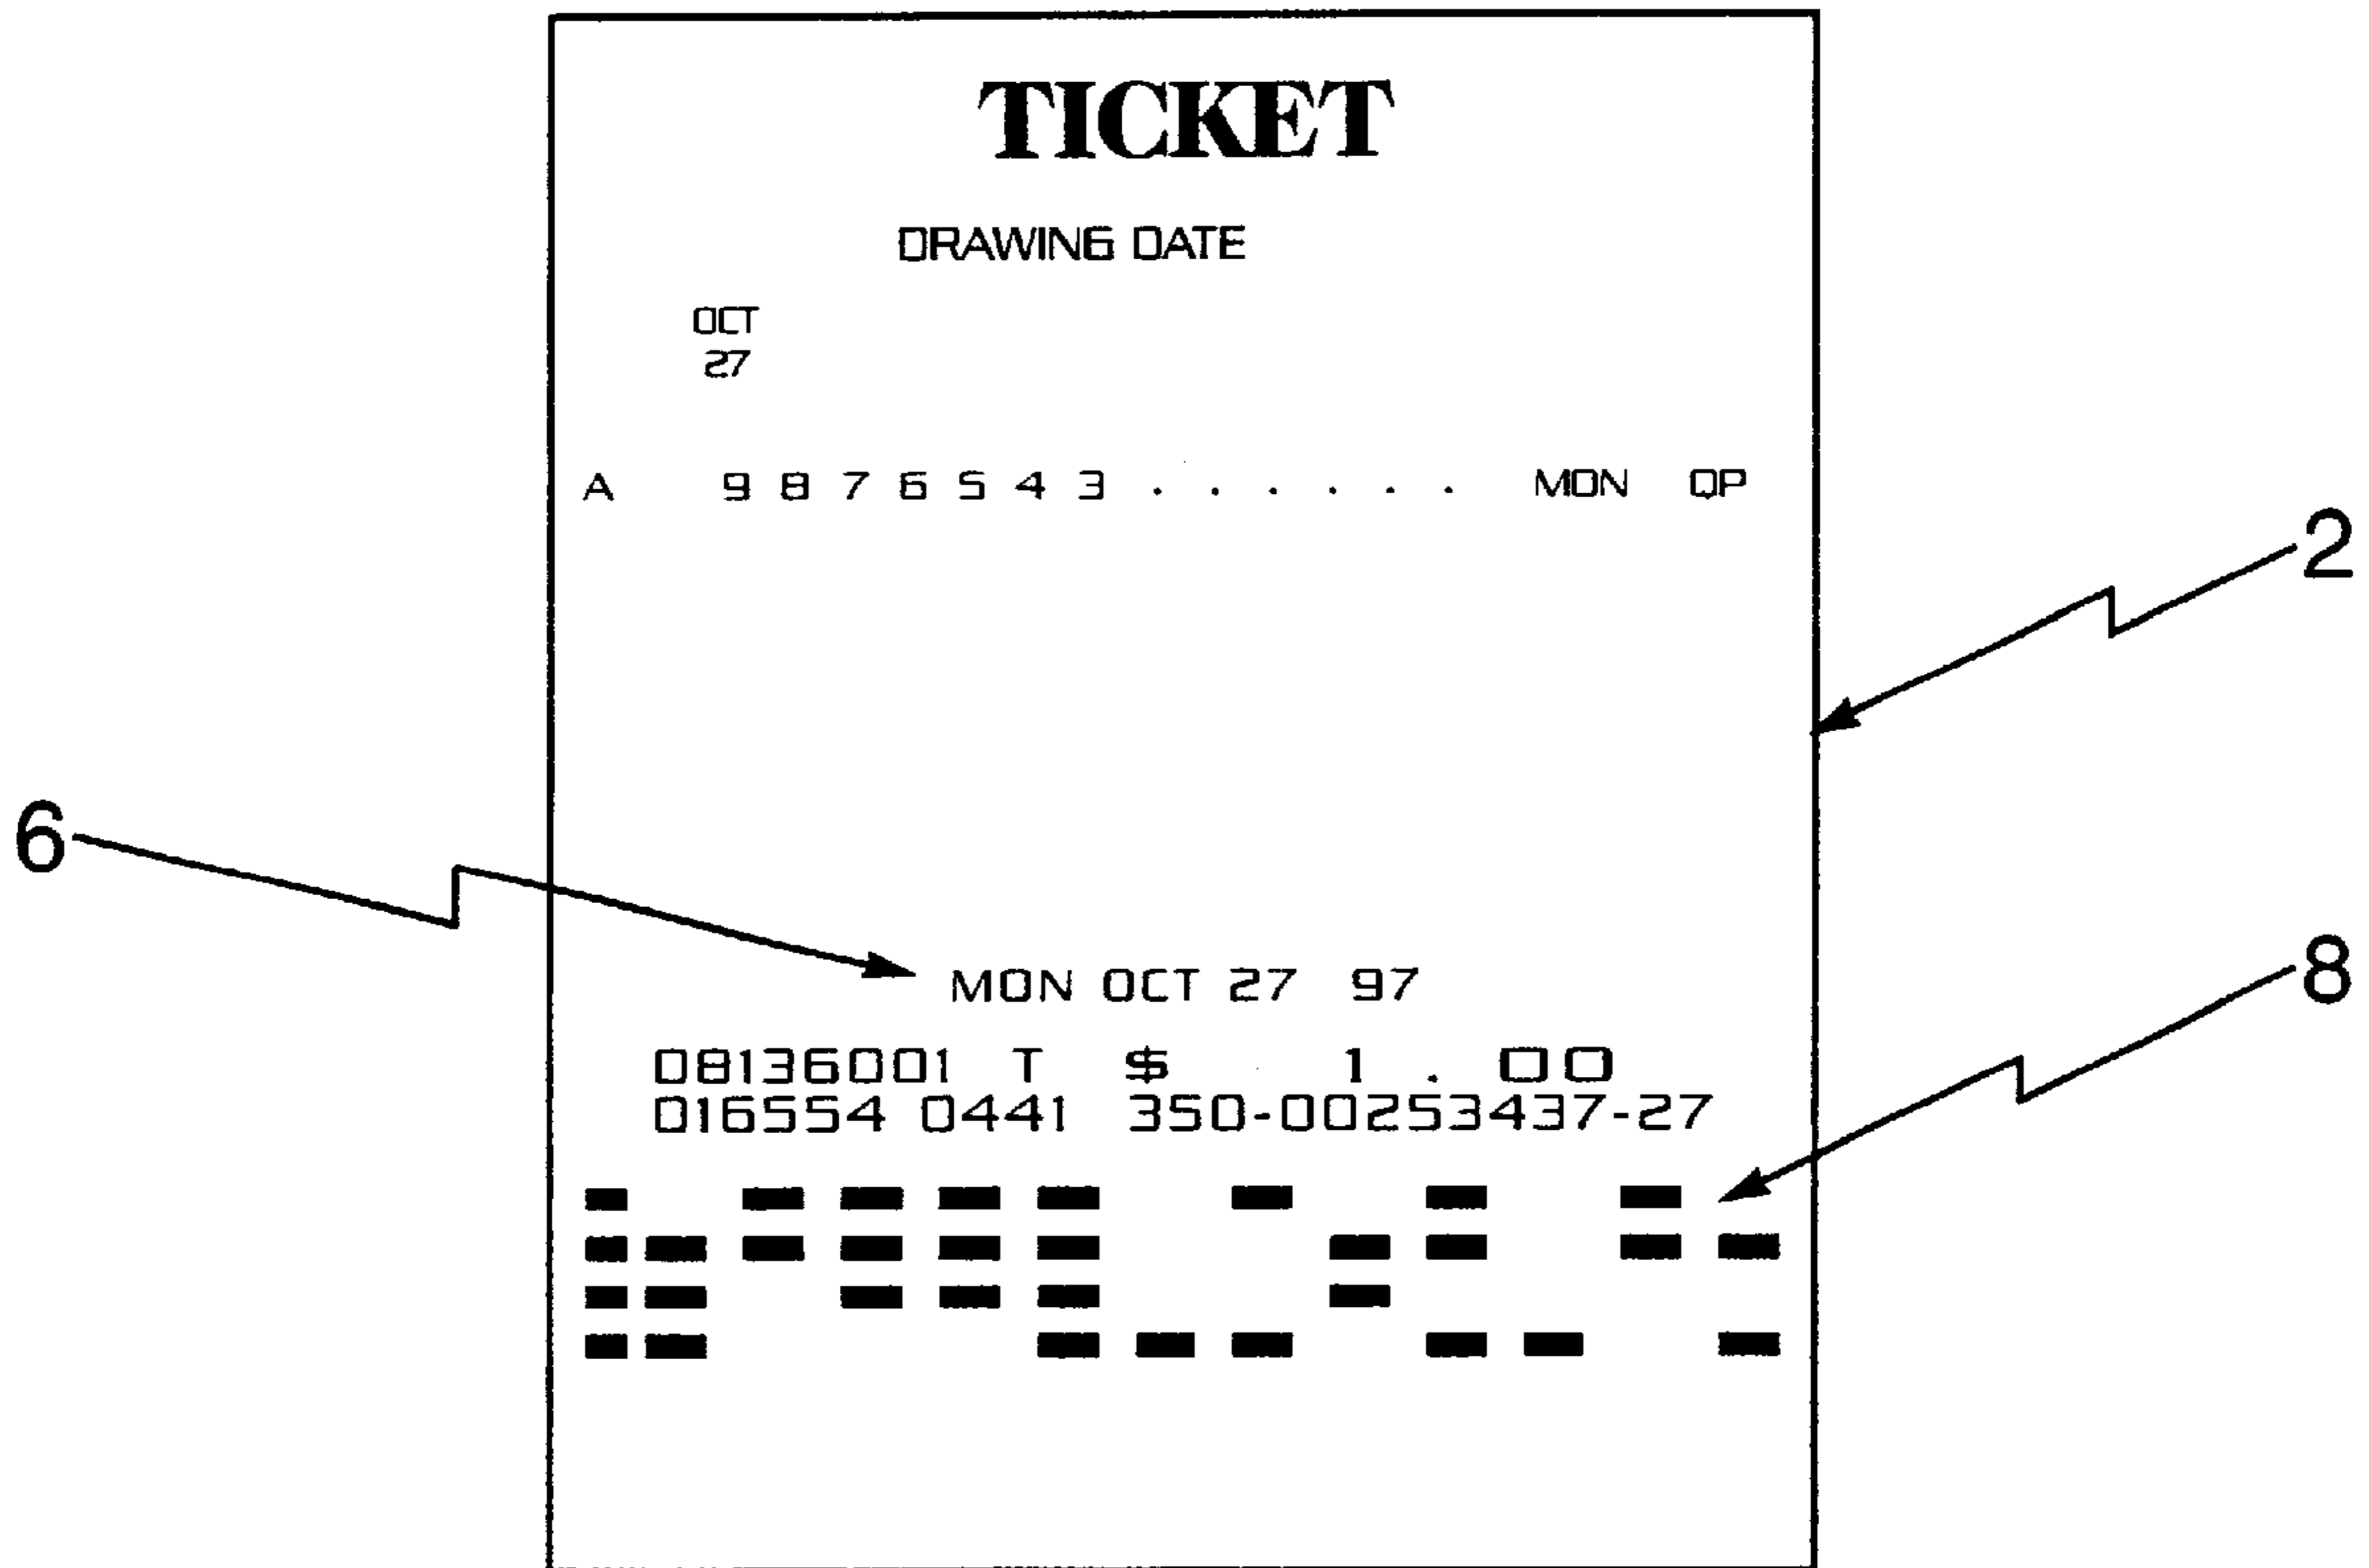 TICKET
DRAWING DATE
OCT
27
A 9 8 7 6 5 4 3 . . . . . . MON QP
2
6
MON OCT 27 97
8
08136001 T $ 1 . 00
016554 0441 350-00253437-27